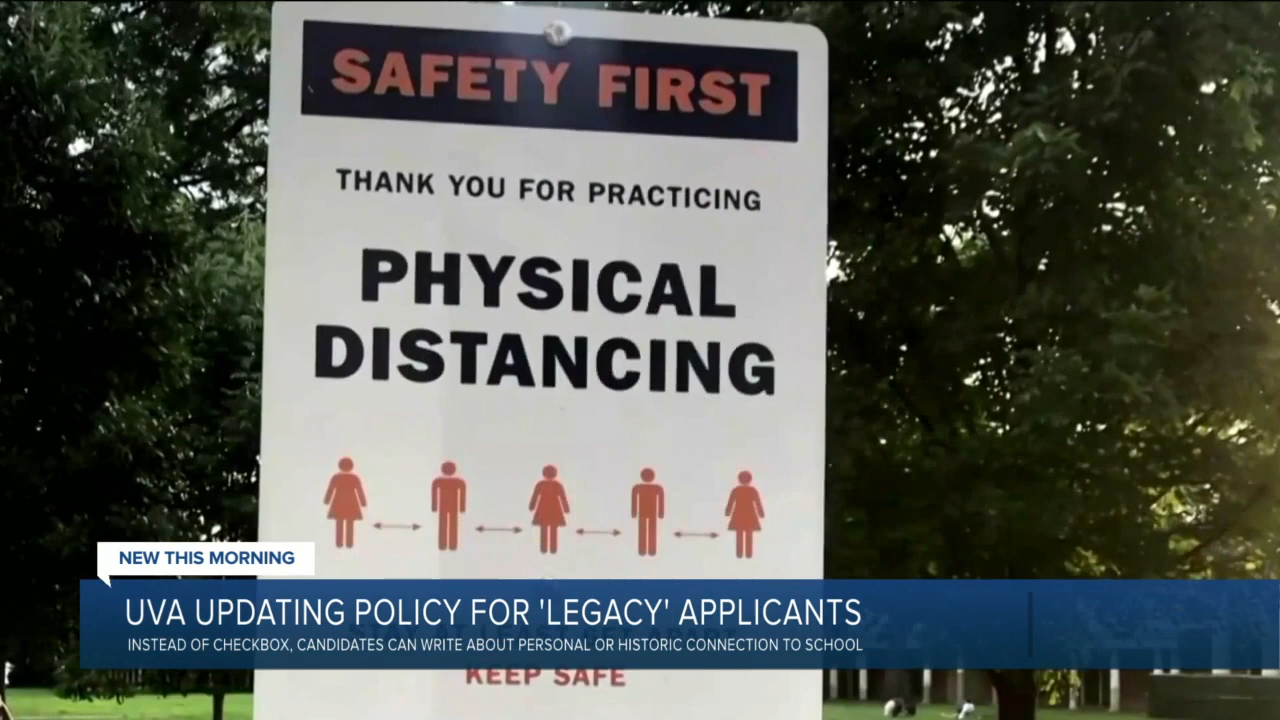 SAFETY FIRST
THANK YOU FOR PRACTICING
PHYSICAL
DISTANCING
NEW THIS MORNING
UVA UPDATING POLICY FOR 'LEGACY' APPLICANTS
INSTEAD OF CHECKBOX, CANDIDATES CAN WRITE ABOUT PERSONAL OR HISTORIC CONNECTION TO SCHOOL
KEEP SAFE